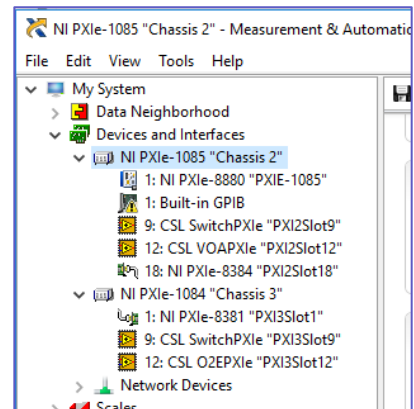 NI PXIe-1085 "Chassis 2" - Measurement & Automatic
File Edit View Tools Help
My System
Data Neighborhood
Devices and Interfaces
NI PXIe-1085 "Chassis 2"
1: NI PXIe-8880 "PXIE-1085"
1: Built-in GPIB
9: CSL SwitchPXIe "PXI2Slot9"
12: CSL VOAPXIe "PXI2Slot12"
18: NI PXIe-8384 "PXI2Slot18"
NI PXIe-1084 "Chassis 3"
1: NI PXIe-8381 "PXI3Slot1"
9: CSL SwitchPXIe "PXI3Slot9"
12: CSL O2EPXIe "PXI3Slot12"
Network Devices
Scales